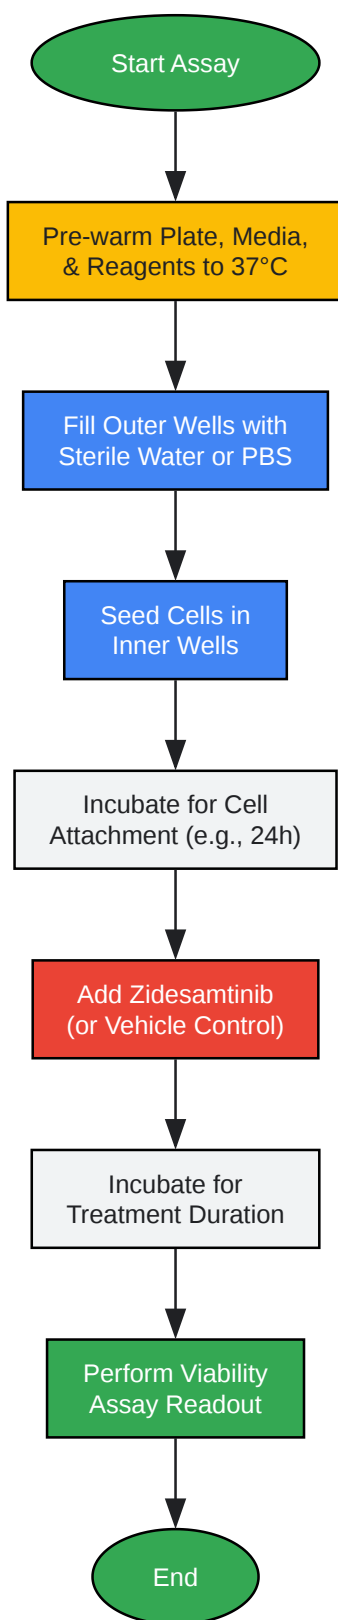 Start Assay
Pre-warm Plate, Media,
& Reagents to 37°C
Fill Outer Wells with
Sterile Water or PBS
Seed Cells in
Inner Wells
Incubate for Cell
Attachment (e.g., 24h)
Add Zidesamtinib
(or Vehicle Control)
Incubate for
Treatment Duration
Perform Viability
Assay Readout
End